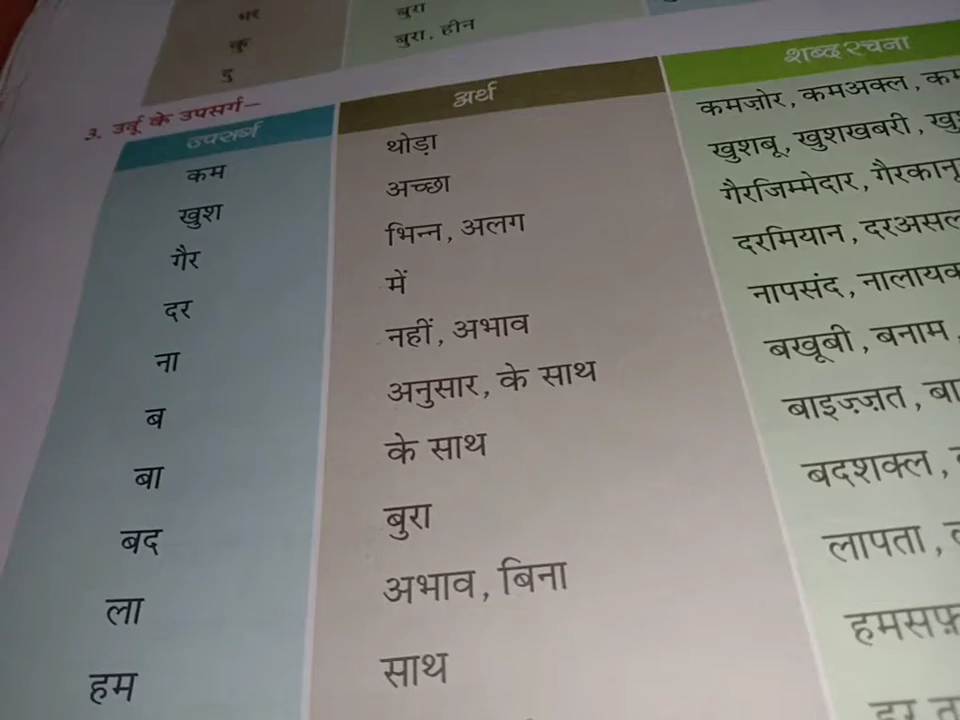 भर बुरा
कु बुरा, हीन
दु
3. उर्दू के उपसर्ग–
उपसर्ग अर्थ शब्द रचना
कम थोड़ा कमज़ोर, कमअक्ल,
खुश अच्छा खुशबू, खुशखबरी,
गैर भिन्न, अलग गैरजिम्मेदार,
दर में दरमियान, दरअसल
ना नहीं, अभाव नापसंद,
ब अनुसार, के साथ बखूबी, बनाम,
बा के साथ बाइज़्ज़त,
बद बुरा बदशक्ल,
ला अभाव, बिना लापता,
हम साथ